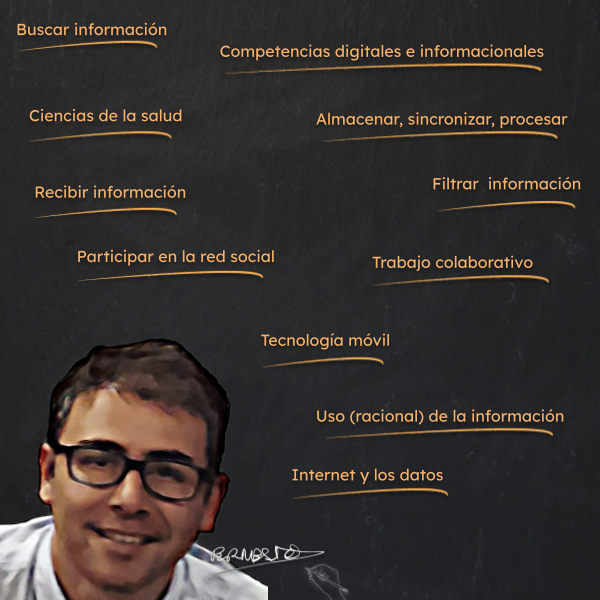 Buscar información
Competencias digitales e informacionales
Ciencias de la salud
Almacenar, sincronizar, procesar
Filtrar información
Recibir información
Participar en la red social
Trabajo colaborativo
Tecnología móvil
Uso (racional) de la información
Internet y los datos